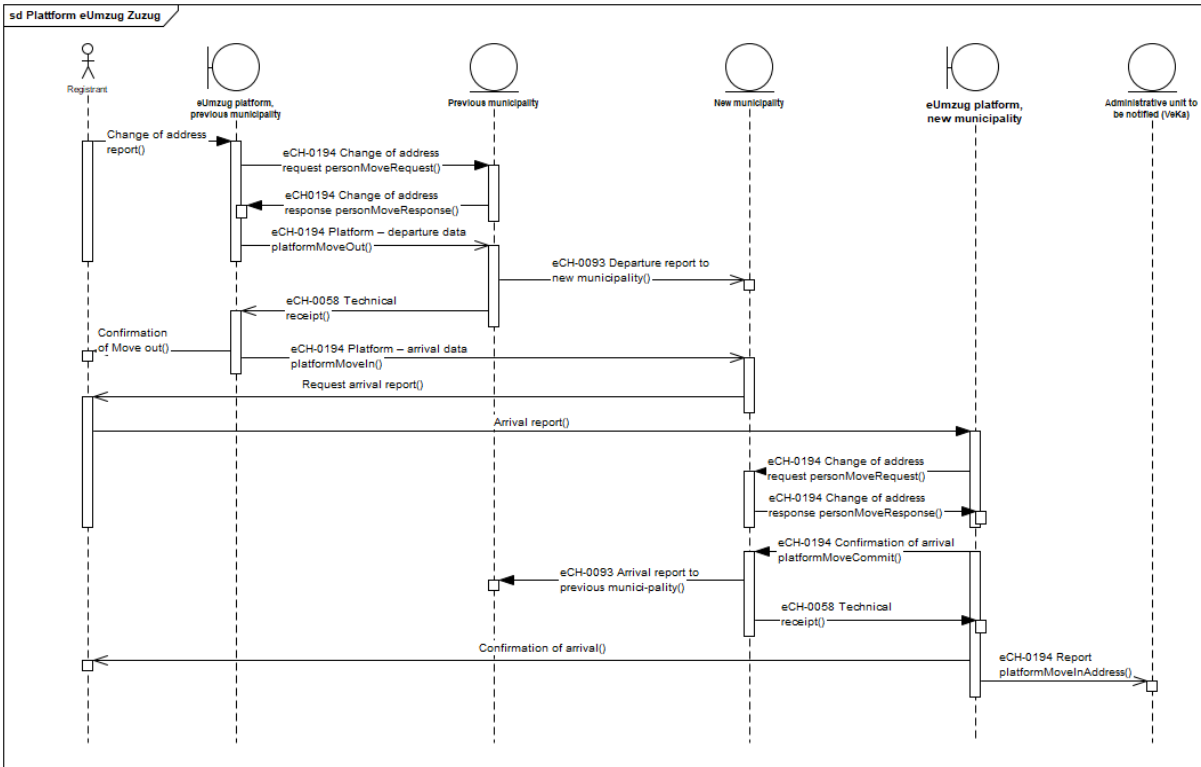 sd Plattform eUmzug Zuzug
Registrant
eUmzug platform,
previous municipality
Previous municipality
New municipality
eUmzug platform,
new municipality
Administrative unit to
be notified (VeKa)
Change of address
report()
eCH-0194 Change of address
request personMoveRequest()
eCH0194 Change of address
response personMoveResponse()
eCH-0194 Platform – departure data
platformMoveOut()
eCH-0093 Departure report to
new municipality()
eCH-0058 Technical
receipt()
Confirmation
of Move out()
eCH-0194 Platform – arrival data
platformMoveIn()
Request arrival report()
Arrival report()
eCH-0194 Change of address
request personMoveRequest()
eCH-0194 Change of address
response personMoveResponse()
eCH-0194 Confirmation of arrival
platformMoveCommit()
eCH-0093 Arrival report to
previous munici-pality()
eCH-0058 Technical
receipt()
Confirmation of arrival()
eCH-0194 Report
platformMoveInAddress()